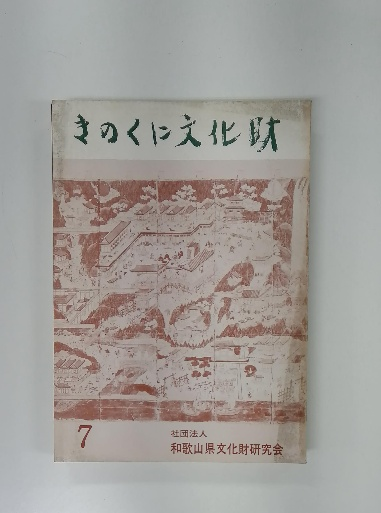 きのくに文化財
7
社団法人
和歌山県文化財研究会